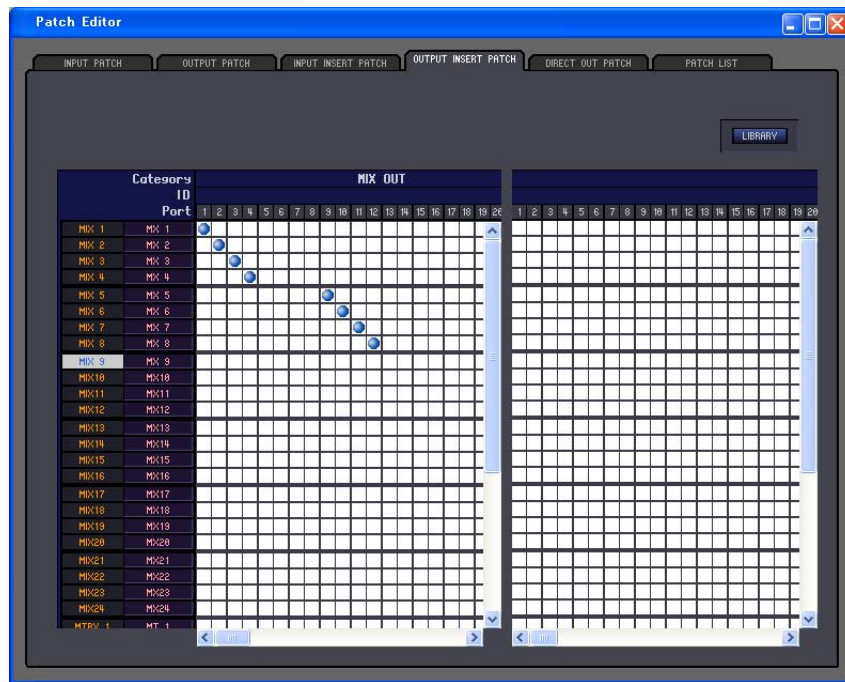 Patch Editor
INPUT PATCH OUTPUT PATCH INPUT INSERT PATCH OUTPUT INSERT PATCH DIRECT OUT PATCH PATCH LIST
LIBRARY
Category MIX OUT
ID
Port 1 2 3 4 5 6 7 8 9 10 11 12 13 14 15 16 17 18 19 20 1 2 3 4 5 6 7 8 9 10 11 12 13 14 15 16 17 18 19 20
MIX 1 MX 1
MIX 2 MX 2
MIX 3 MX 3
MIX 4 MX 4
MIX 5 MX 5
MIX 6 MX 6
MIX 7 MX 7
MIX 8 MX 8
MIX 9 MX 9
MIX10 MX10
MIX11 MX11
MIX12 MX12
MIX13 MX13
MIX14 MX14
MIX15 MX15
MIX16 MX16
MIX17 MX17
MIX18 MX18
MIX19 MX19
MIX20 MX20
MIX21 MX21
MIX22 MX22
MIX23 MX23
MIX24 MX24
MTRX 1 MT 1